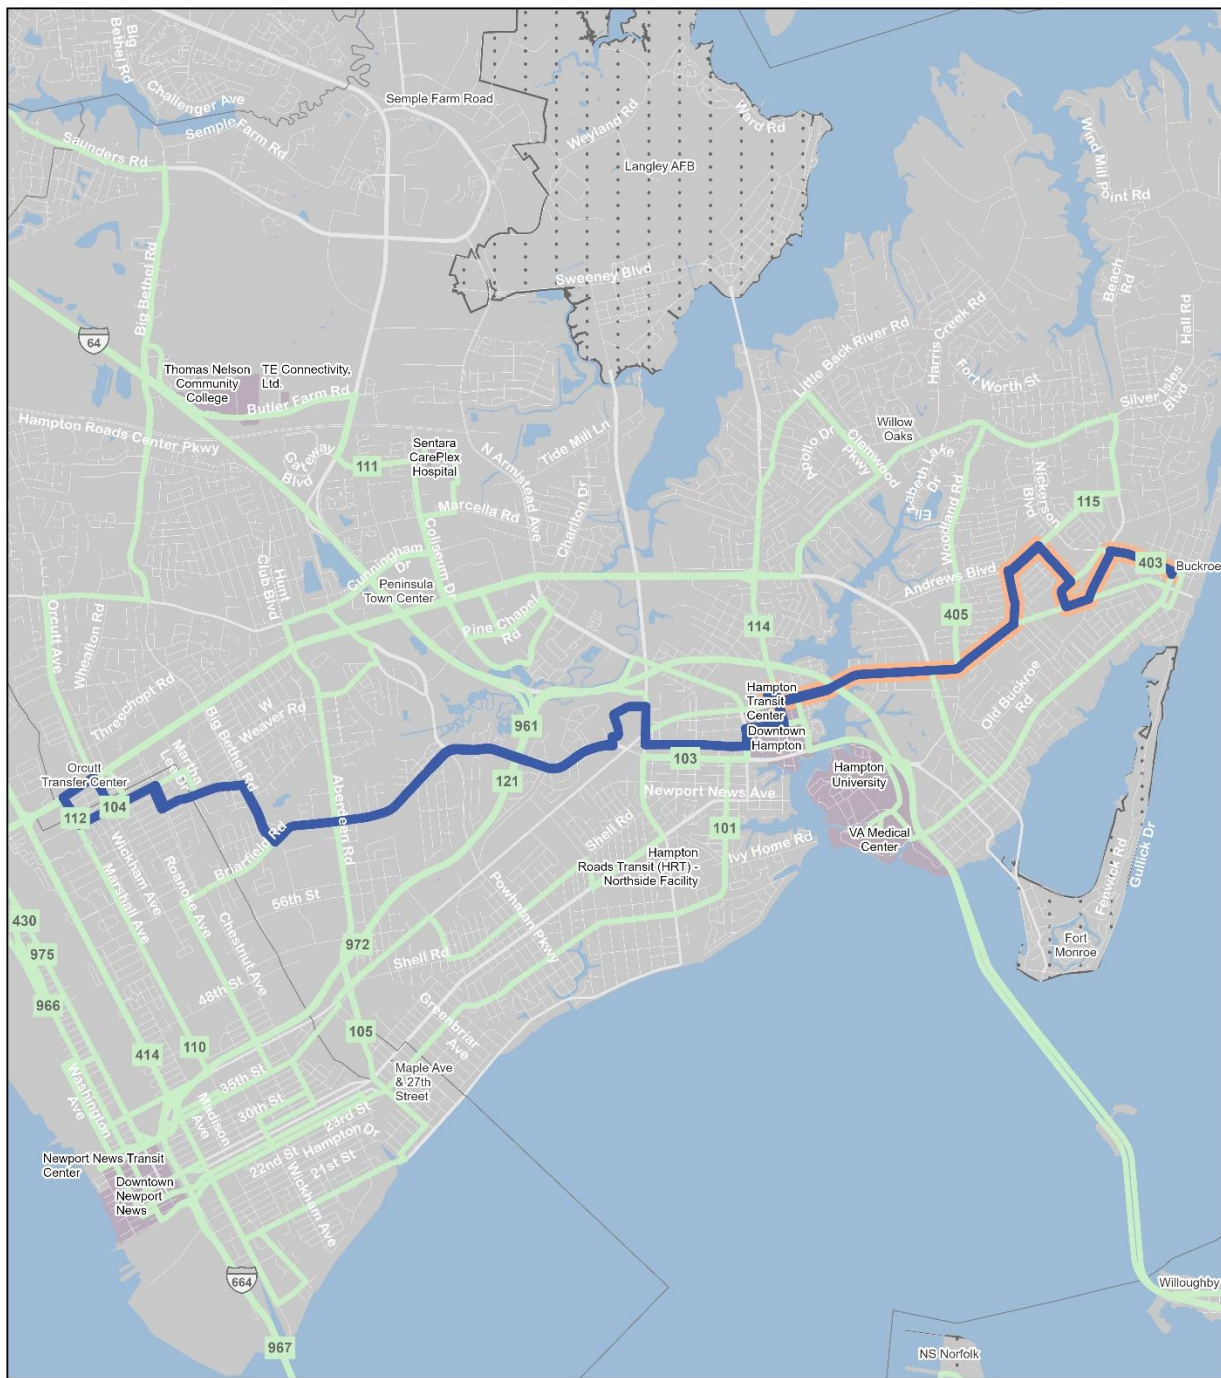 Big
Bethel Rd
Challenger Ave
Semple Farm Road
Semple Farm Rd
Saunders Rd
Weyland Rd
Ward Rd
Langley AFB
Wind Mill Point Rd
Big Bethel Rd
Sweeney Blvd
Beach
Rd
Hall Rd
64
Little Back River Rd
Harris Creek Rd
Thomas Nelson
Community
College
TE Connectivity,
Ltd.
Butler Farm Rd
Fort Worth St
Silver Isles
Blvd
Hampton Roads Center Pkwy
Willow
Oaks
Apollo Dr
Clemwood
Pkwy
Gateway
Blvd
111
Sentara
CarePlex
Hospital
N Armistead Ave
Tide Mill Ln
Charlton Dr
Elizabeth Lake
Dr
Woodland Rd
Nickerson
Blvd
115
Marcella Rd
Coliseum Dr
Cunningham
Dr
Hunt
Club Blvd
Peninsula
Town Center
Andrews Blvd
403
Buckroe
Orcutt Ave
Wheaton Rd
Pine Chapel
Rd
114
405
Threechopt Rd
W
Weaver Rd
Big Bethel Rd
Hampton
Transit
Center
Downtown
Hampton
Old Buckroe
Rd
961
103
121
Orcutt
Transfer Center
Martha
Lee Dr
104
112
Aberdeen Rd
Hampton
University
Newport News Ave
VA Medical
Center
Briarfield Rd
Shell Rd
101
Ivy Home Rd
Hampton
Roads Transit (HRT) -
Northside Facility
Fenwick Rd
Gullick Dr
Wickham Ave
Marshall Ave
Roanoke Ave
Chestnut Ave
56th St
Powhatan Pkwy
430
975
966
972
Shell Rd
Fort
Monroe
48th St
Greenbriar
Ave
105
414
110
35th St
Maple Ave
& 27th
Street
Washington
Ave
Madison
Ave
30th St
23rd St
Hampton Dr
22nd St
21st St
Newport News Transit
Center
Downtown
Newport
News
Wickham Ave
664
967
Willoughby
NS Norfolk